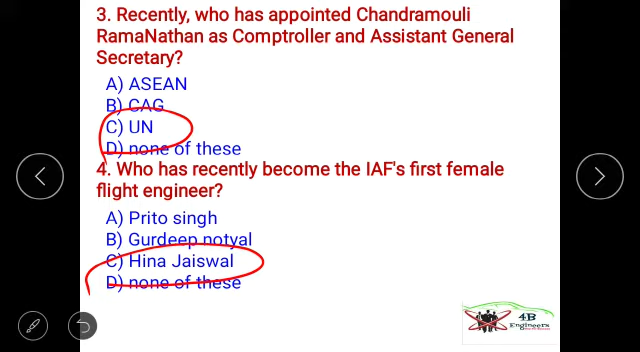 3. Recently, who has appointed Chandramouli
RamaNathan as Comptroller and Assistant General
Secretary?
A) ASEAN
B) CAG
C) UN
D) none of these
4. Who has recently become the IAF's first female
flight engineer?
A) Prito singh
B) Gurdeep notyal
C) Hina Jaiswal
D) none of these
4B
Engineers